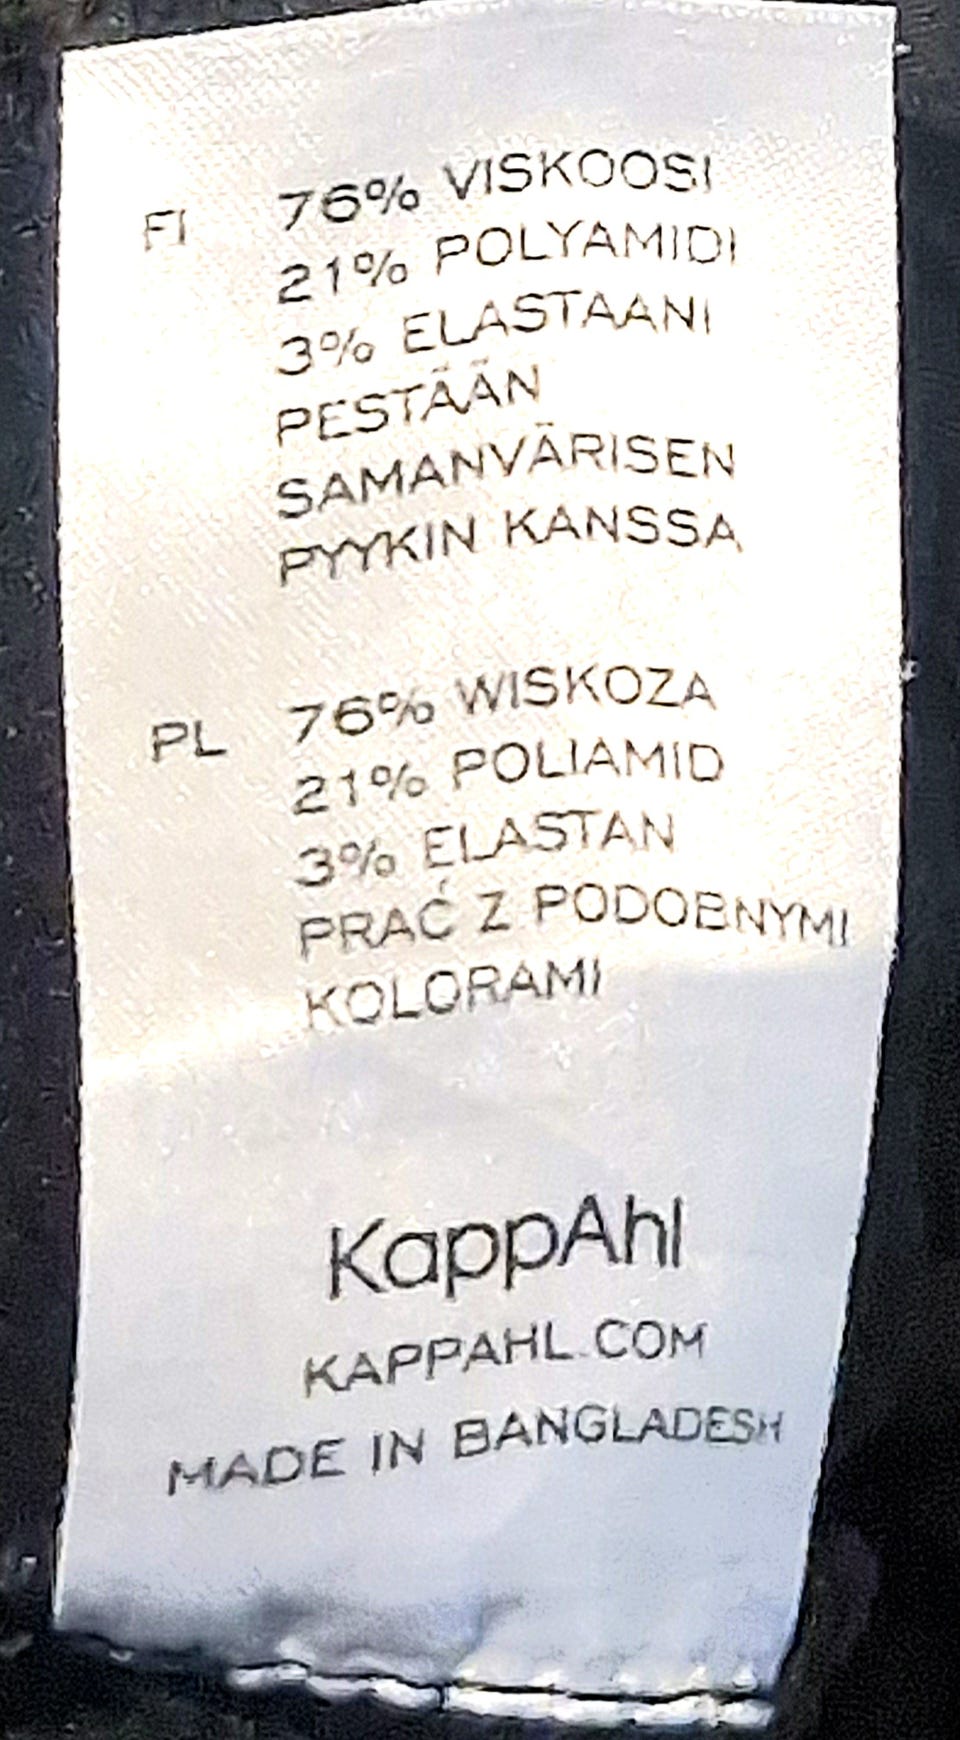 FI 76% VISKOOSI
21% POLYAMIDI
3% ELASTAANI
PESTÄÄN
SAMANVÄRISEN
PYYKIN KANSSA
PL 76% WISKOZA
21% POLIAMID
3% ELASTAN
PRAĆ Z PODOBNYMI
KOLORAMI
KappAhl
KAPPAHL.COM
MADE IN BANGLADESH